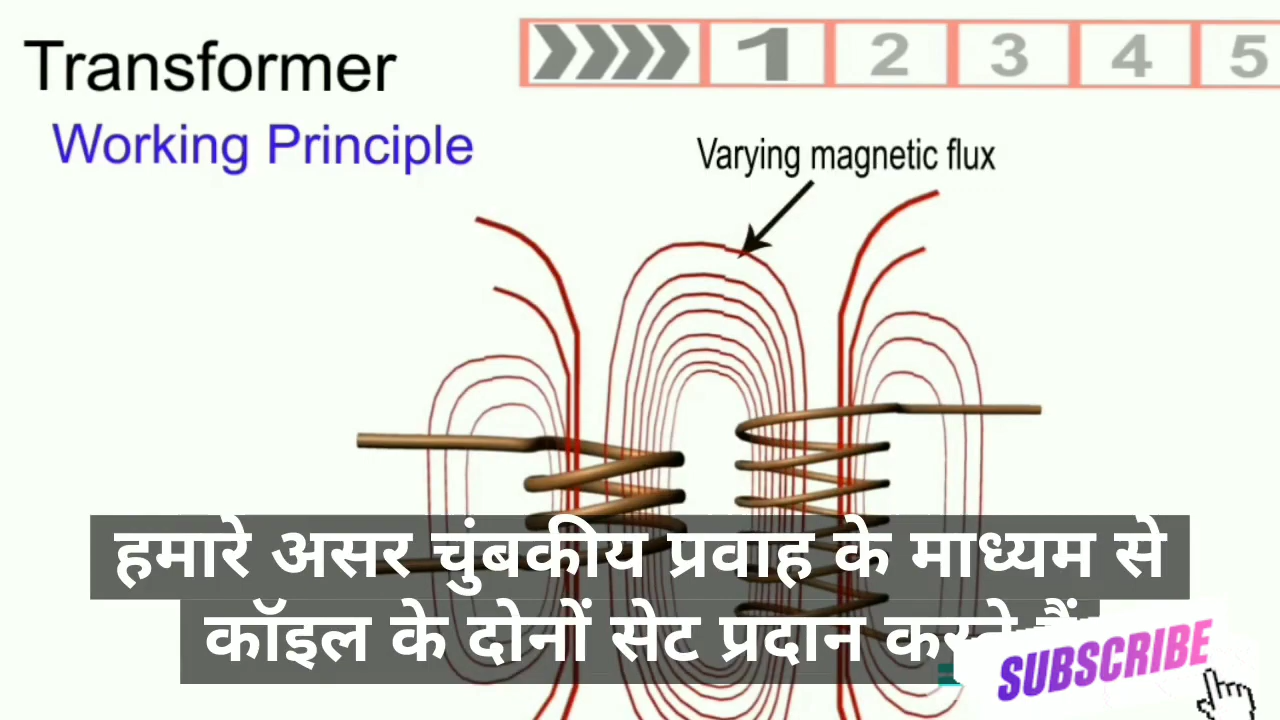 Transformer
Working Principle
1 2 3 4 5
Varying magnetic flux
हमारे असर चुंबकीय प्रवाह के माध्यम से
कॉइल के दोनों सेट प्रदान करते हैं
SUBSCRIBE